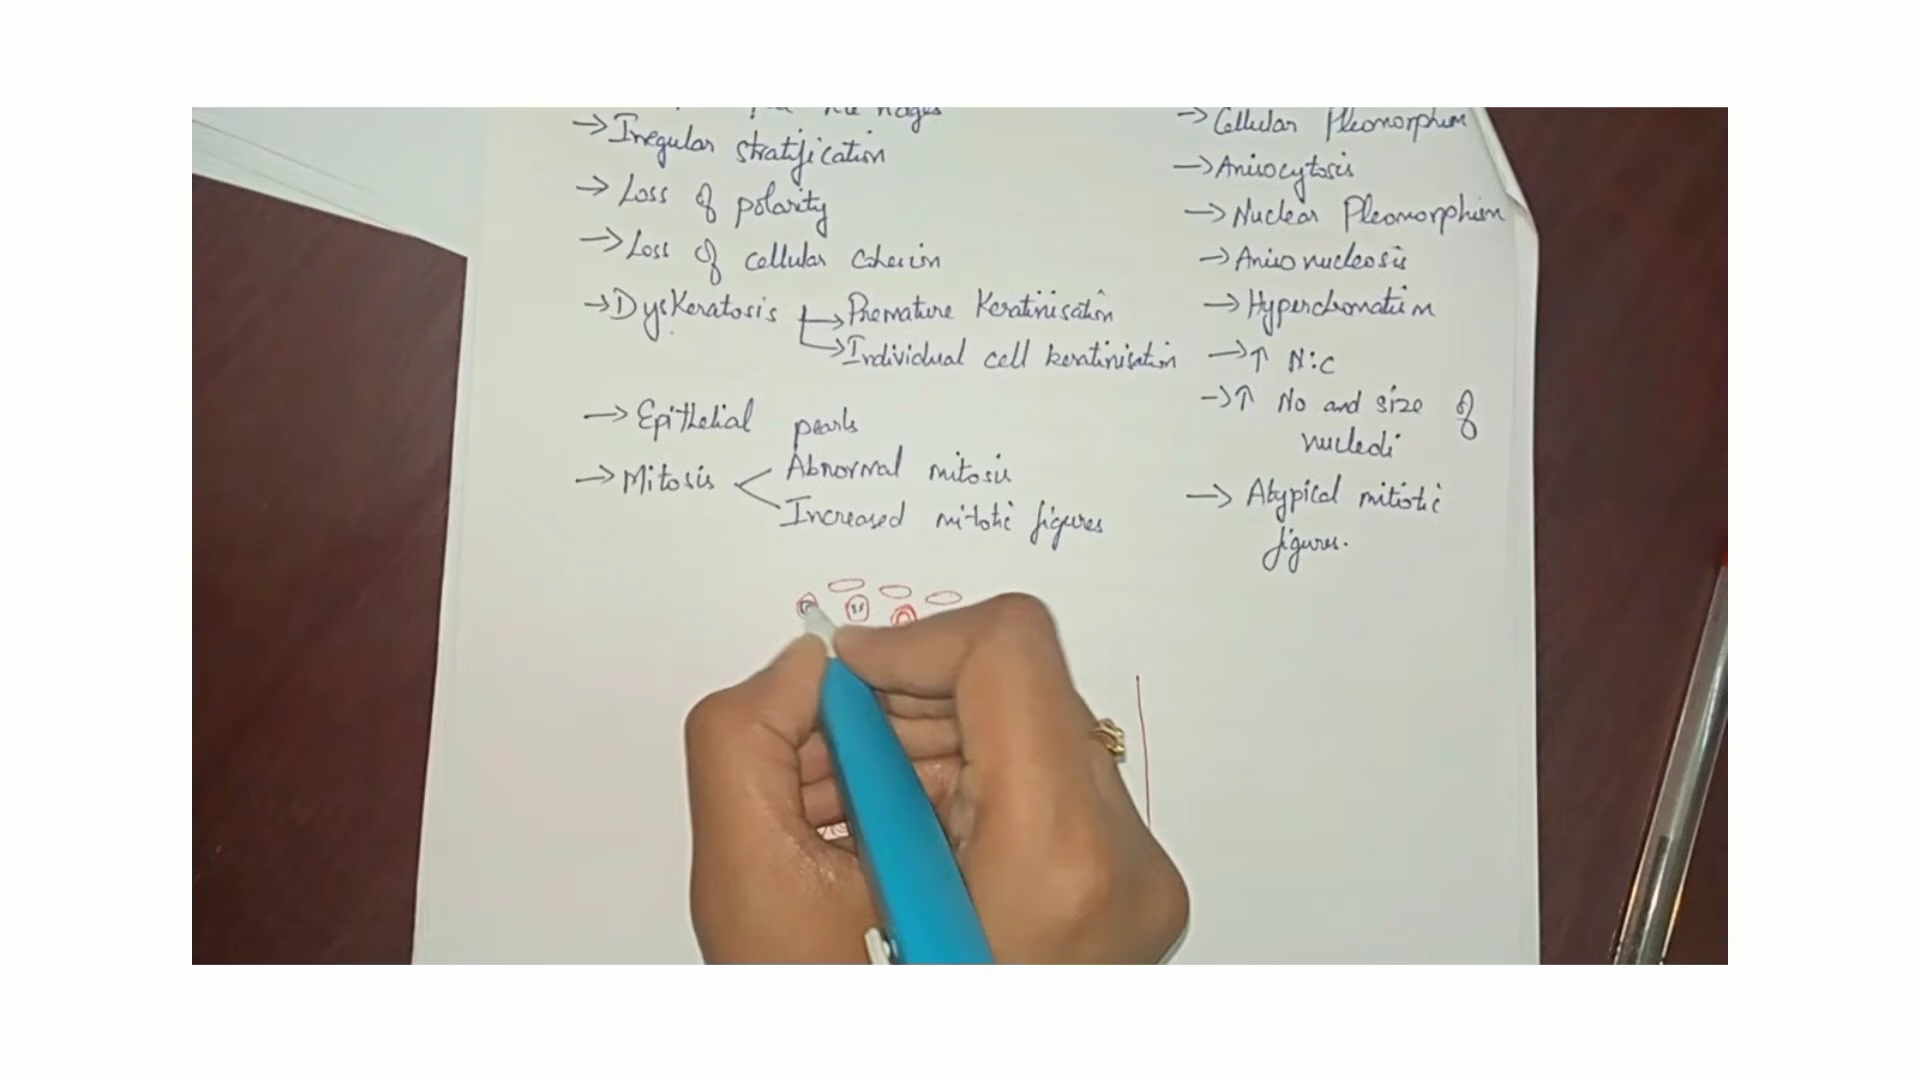 → Irregular stratification
→ Loss of polarity
→ Loss of cellular Cohesion
→ Dyskeratosis → Premature Keratinisation
→ Individual cell keratinisation
→ Epithelial pearls
→ Mitosis < Abnormal mitosis
Increased mitotic figures
→ Cellular Pleomorphism
→ Anisocytosis
→ Nuclear Pleomorphism
→ Anisonucleosis
→ Hyperchromatism
→ ↑ N:C
→ ↑ No and size of
nucleoli
→ Atypical mitiotic
figures.